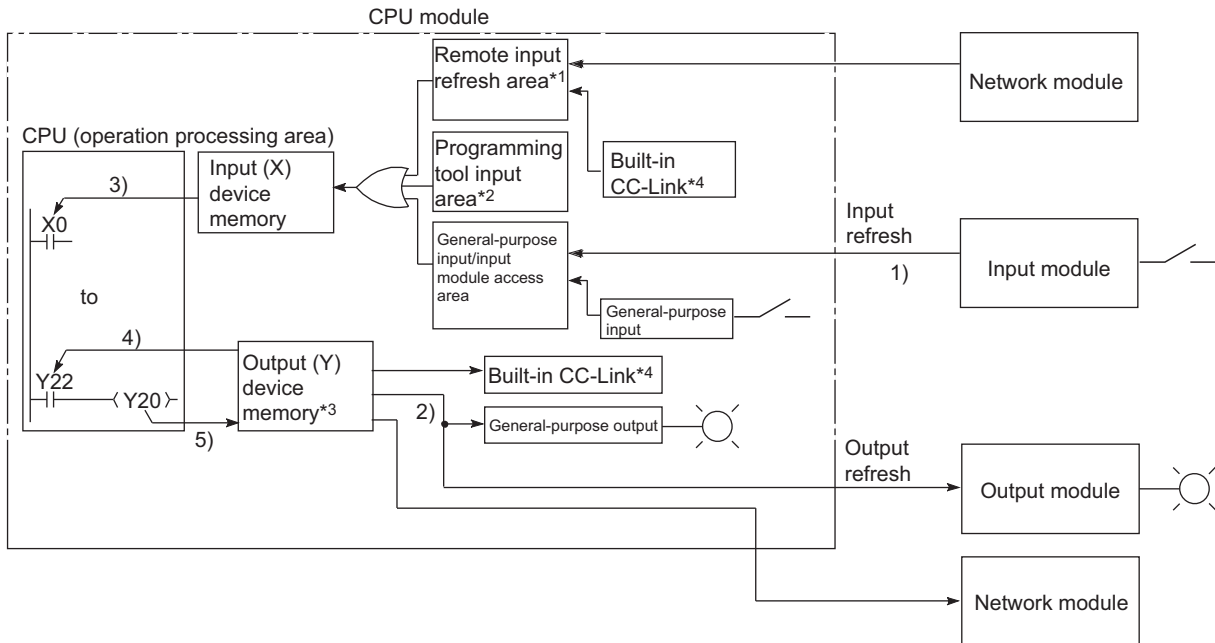 CPU module
Remote input
refresh area*1
Network module
CPU (operation processing area)
Programming
tool input
area*2
Built-in
CC-Link*4
Input (X)
device
memory
3)
X0
General-purpose
input/input
module access
area
Input
refresh
1)
Input module
General-purpose
input
to
4)
Y22
Y20
5)
Output (Y)
device
memory*3
Built-in CC-Link*4
2)
General-purpose output
Output
refresh
Output module
Network module